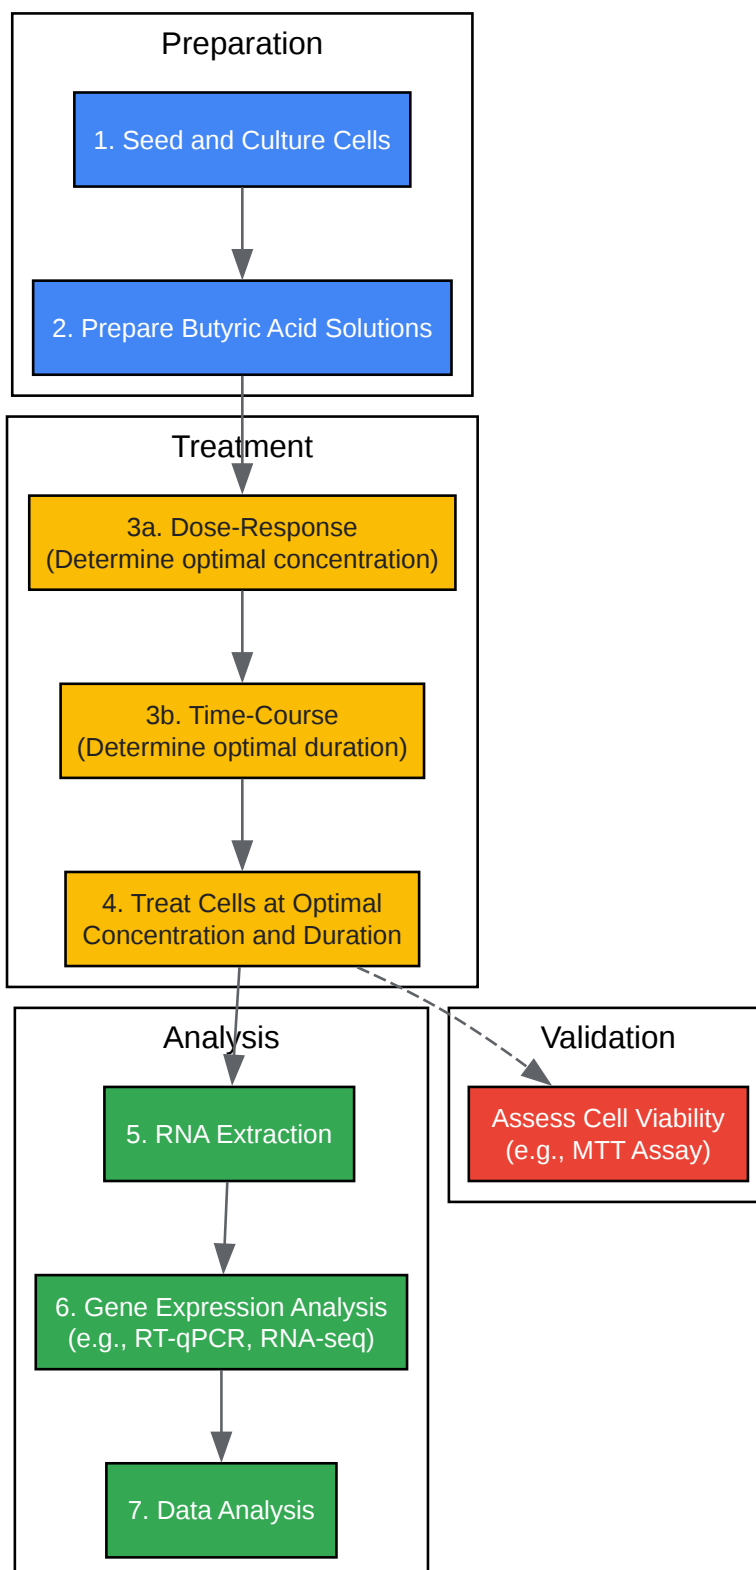 Preparation
1. Seed and Culture Cells
2. Prepare Butyric Acid Solutions
Treatment
3a. Dose-Response
(Determine optimal concentration)
3b. Time-Course
(Determine optimal duration)
4. Treat Cells at Optimal
Concentration and Duration
Analysis
5. RNA Extraction
6. Gene Expression Analysis
(e.g., RT-qPCR, RNA-seq)
7. Data Analysis
Validation
Assess Cell Viability
(e.g., MTT Assay)